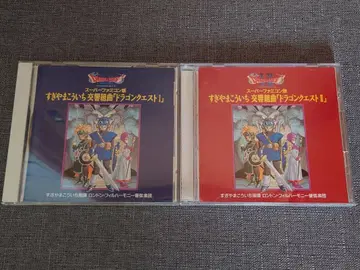 スーパーファミコン版
すぎやまこういち 交響組曲「ドラゴンクエストⅠ」
すぎやまこういち指揮 ロンドン・フィルハーモニー管弦楽団
スーパーファミコン版
すぎやまこういち 交響組曲「ドラゴンクエストⅡ」
すぎやまこういち指揮 ロンドン・フィルハーモニー管弦楽団